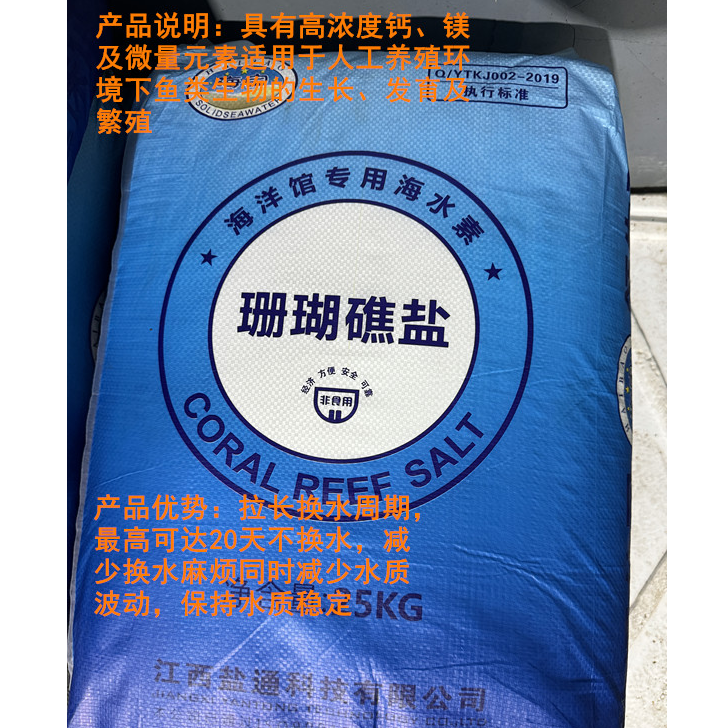 产品说明：具有高浓度钙、镁
及微量元素适用于人工养殖环
境下鱼类生物的生长、发育及
繁殖
SOLIDSEAWATER
Q/YTKJ002-2019
执行标准
海洋馆专用海水素
珊瑚礁盐
经济 方便 安全 可靠
非食用
CORAL REEF SALT
产品优势：拉长换水周期，
最高可达20天不换水，减
少换水麻烦同时减少水质
波动，保持水质稳定
5KG
江西盐通科技有限公司